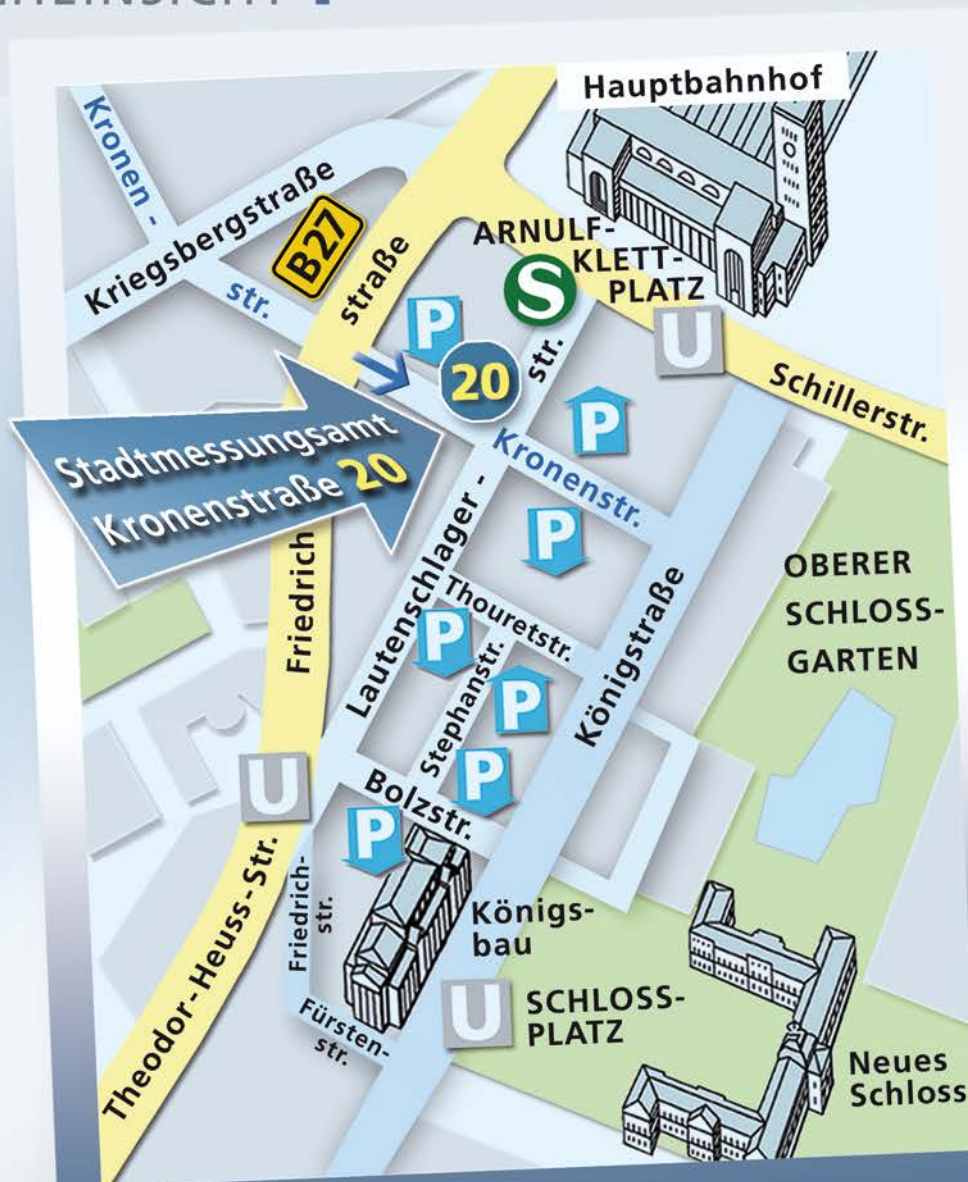 Hauptbahnhof
Kronen -
str.
Kriegsbergstraße
B27
straße
ARNULF-
KLETT-
PLATZ
S
U
P
20
str.
Schillerstr.
P
Stadtmessungsamt
Kronenstraße 20
Kronenstr.
P
Friedrich
Lautenschlager -
Thouretstr.
OBERER
SCHLOSS-
GARTEN
P
Stephanstr.
P
Königstraße
U
Bolzstr.
P
P
Theodor-Heuss-Str.
Friedrich-
str.
Königs-
bau
U
SCHLOSS-
PLATZ
Fürsten-
str.
Neues
Schloss